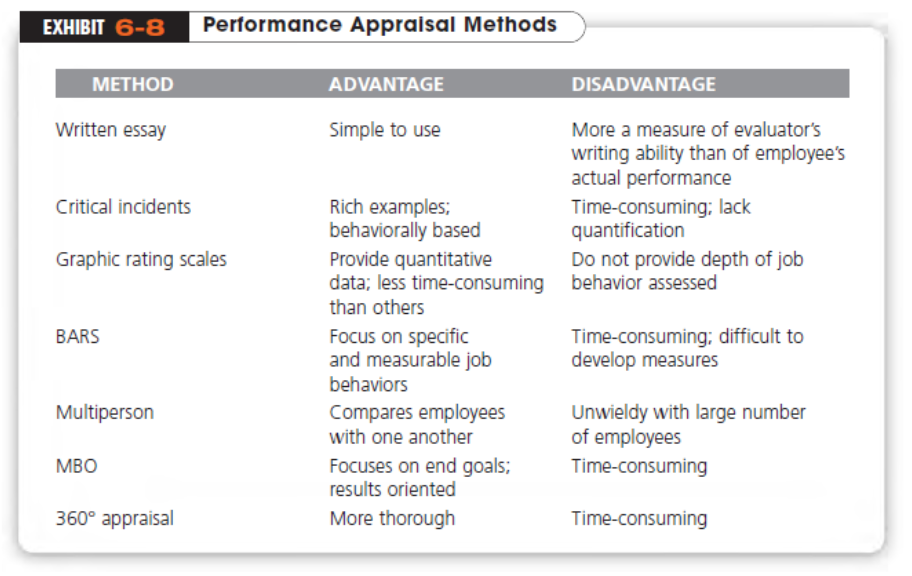 EXHIBIT 6-8 Performance Appraisal Methods
METHOD ADVANTAGE DISADVANTAGE
Written essay Simple to use More a measure of evaluator's
writing ability than of employee's
actual performance
Critical incidents Rich examples; Time-consuming; lack
behaviorally based quantification
Graphic rating scales Provide quantitative Do not provide depth of job
data; less time-consuming behavior assessed
than others
BARS Focus on specific Time-consuming; difficult to
and measurable job develop measures
behaviors
Multiperson Compares employees Unwieldy with large number
with one another of employees
MBO Focuses on end goals; Time-consuming
results oriented
360° appraisal More thorough Time-consuming